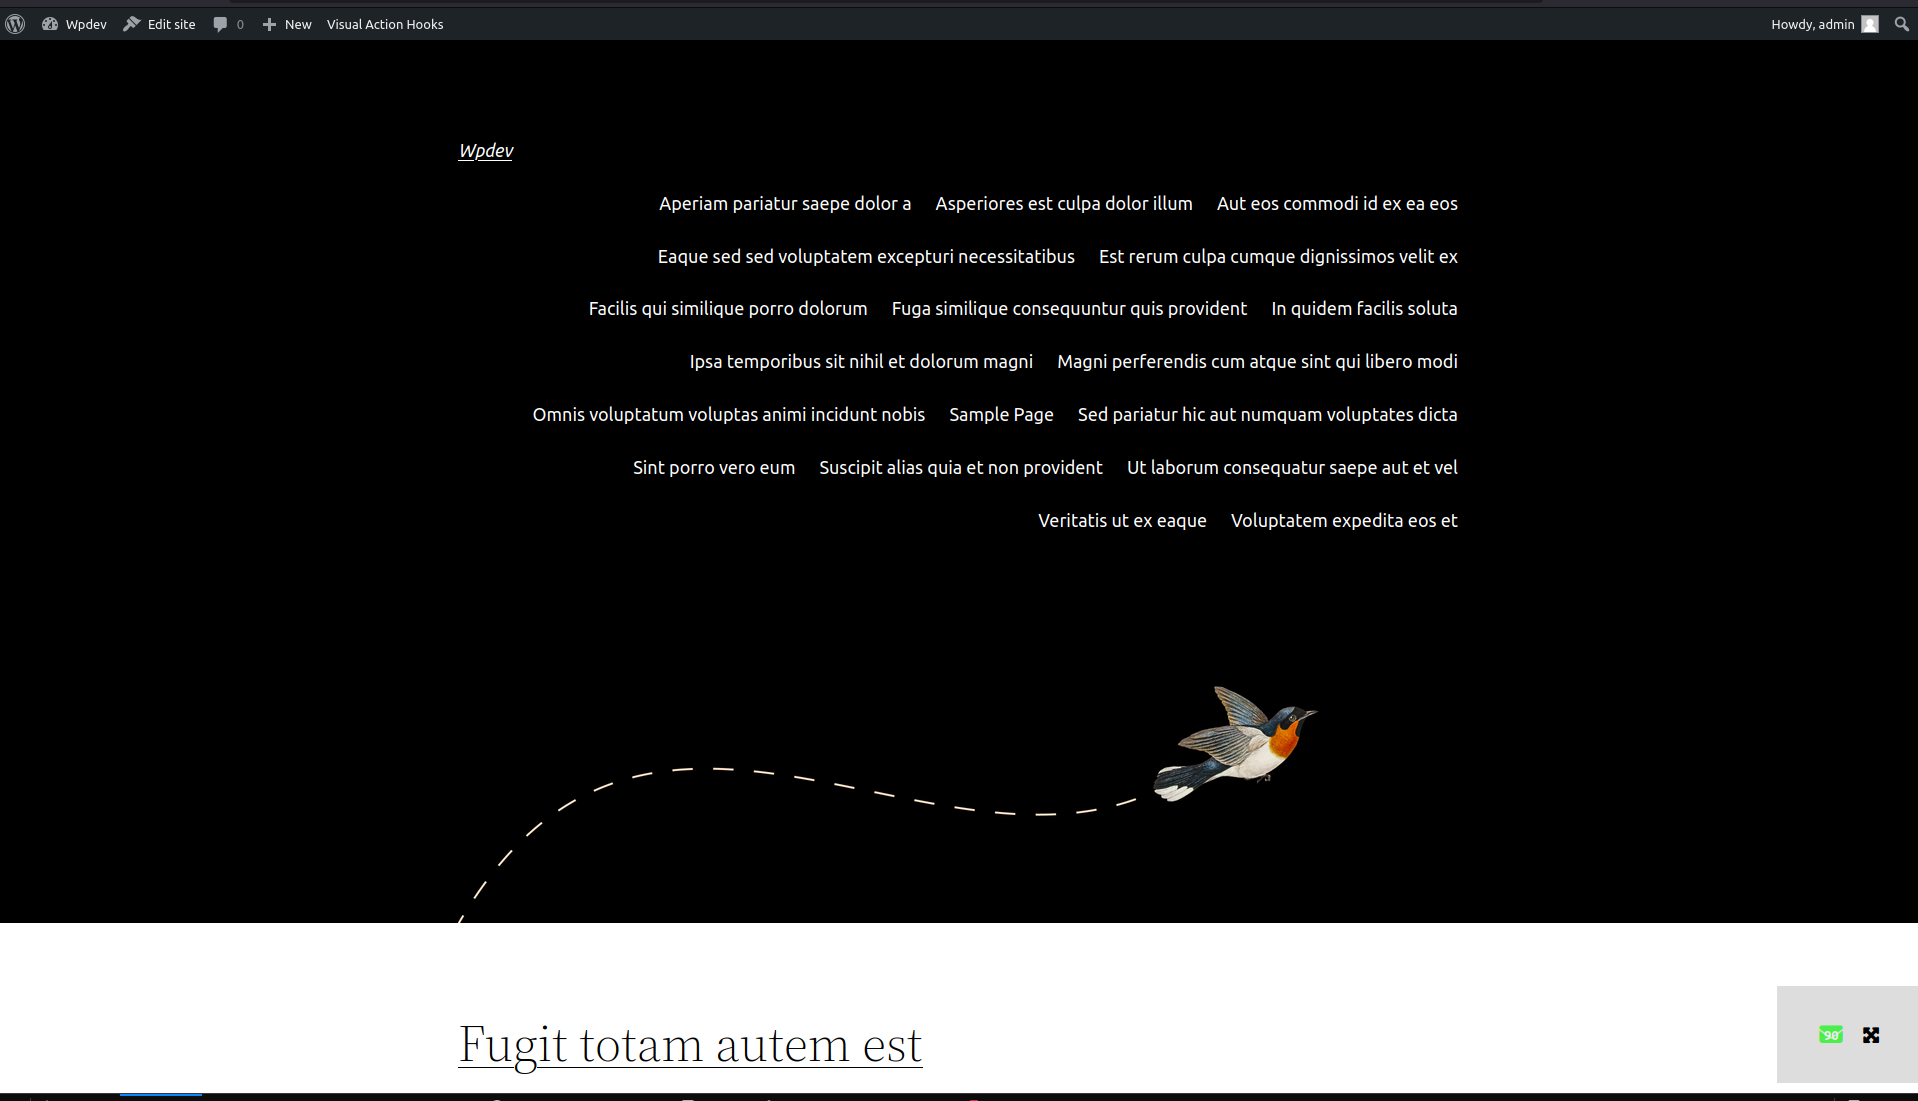 Wpdev Edit site 0 New Visual Action Hooks Howdy, admin
Wpdev
Aperiam pariatur saepe dolor a Asperiores est culpa dolor illum Aut eos commodi id ex ea eos
Eaque sed sed voluptatem excepturi necessitatibus Est rerum culpa cumque dignissimos velit ex
Facilis qui similique porro dolorum Fuga similique consequuntur quis provident In quidem facilis soluta
Ipsa temporibus sit nihil et dolorum magni Magni perferendis cum atque sint qui libero modi
Omnis voluptatum voluptas animi incidunt nobis Sample Page Sed pariatur hic aut numquam voluptates dicta
Sint porro vero eum Suscipit alias quia et non provident Ut laborum consequatur saepe aut et vel
Veritatis ut ex eaque Voluptatem expedita eos et
Fugit totam autem est
98